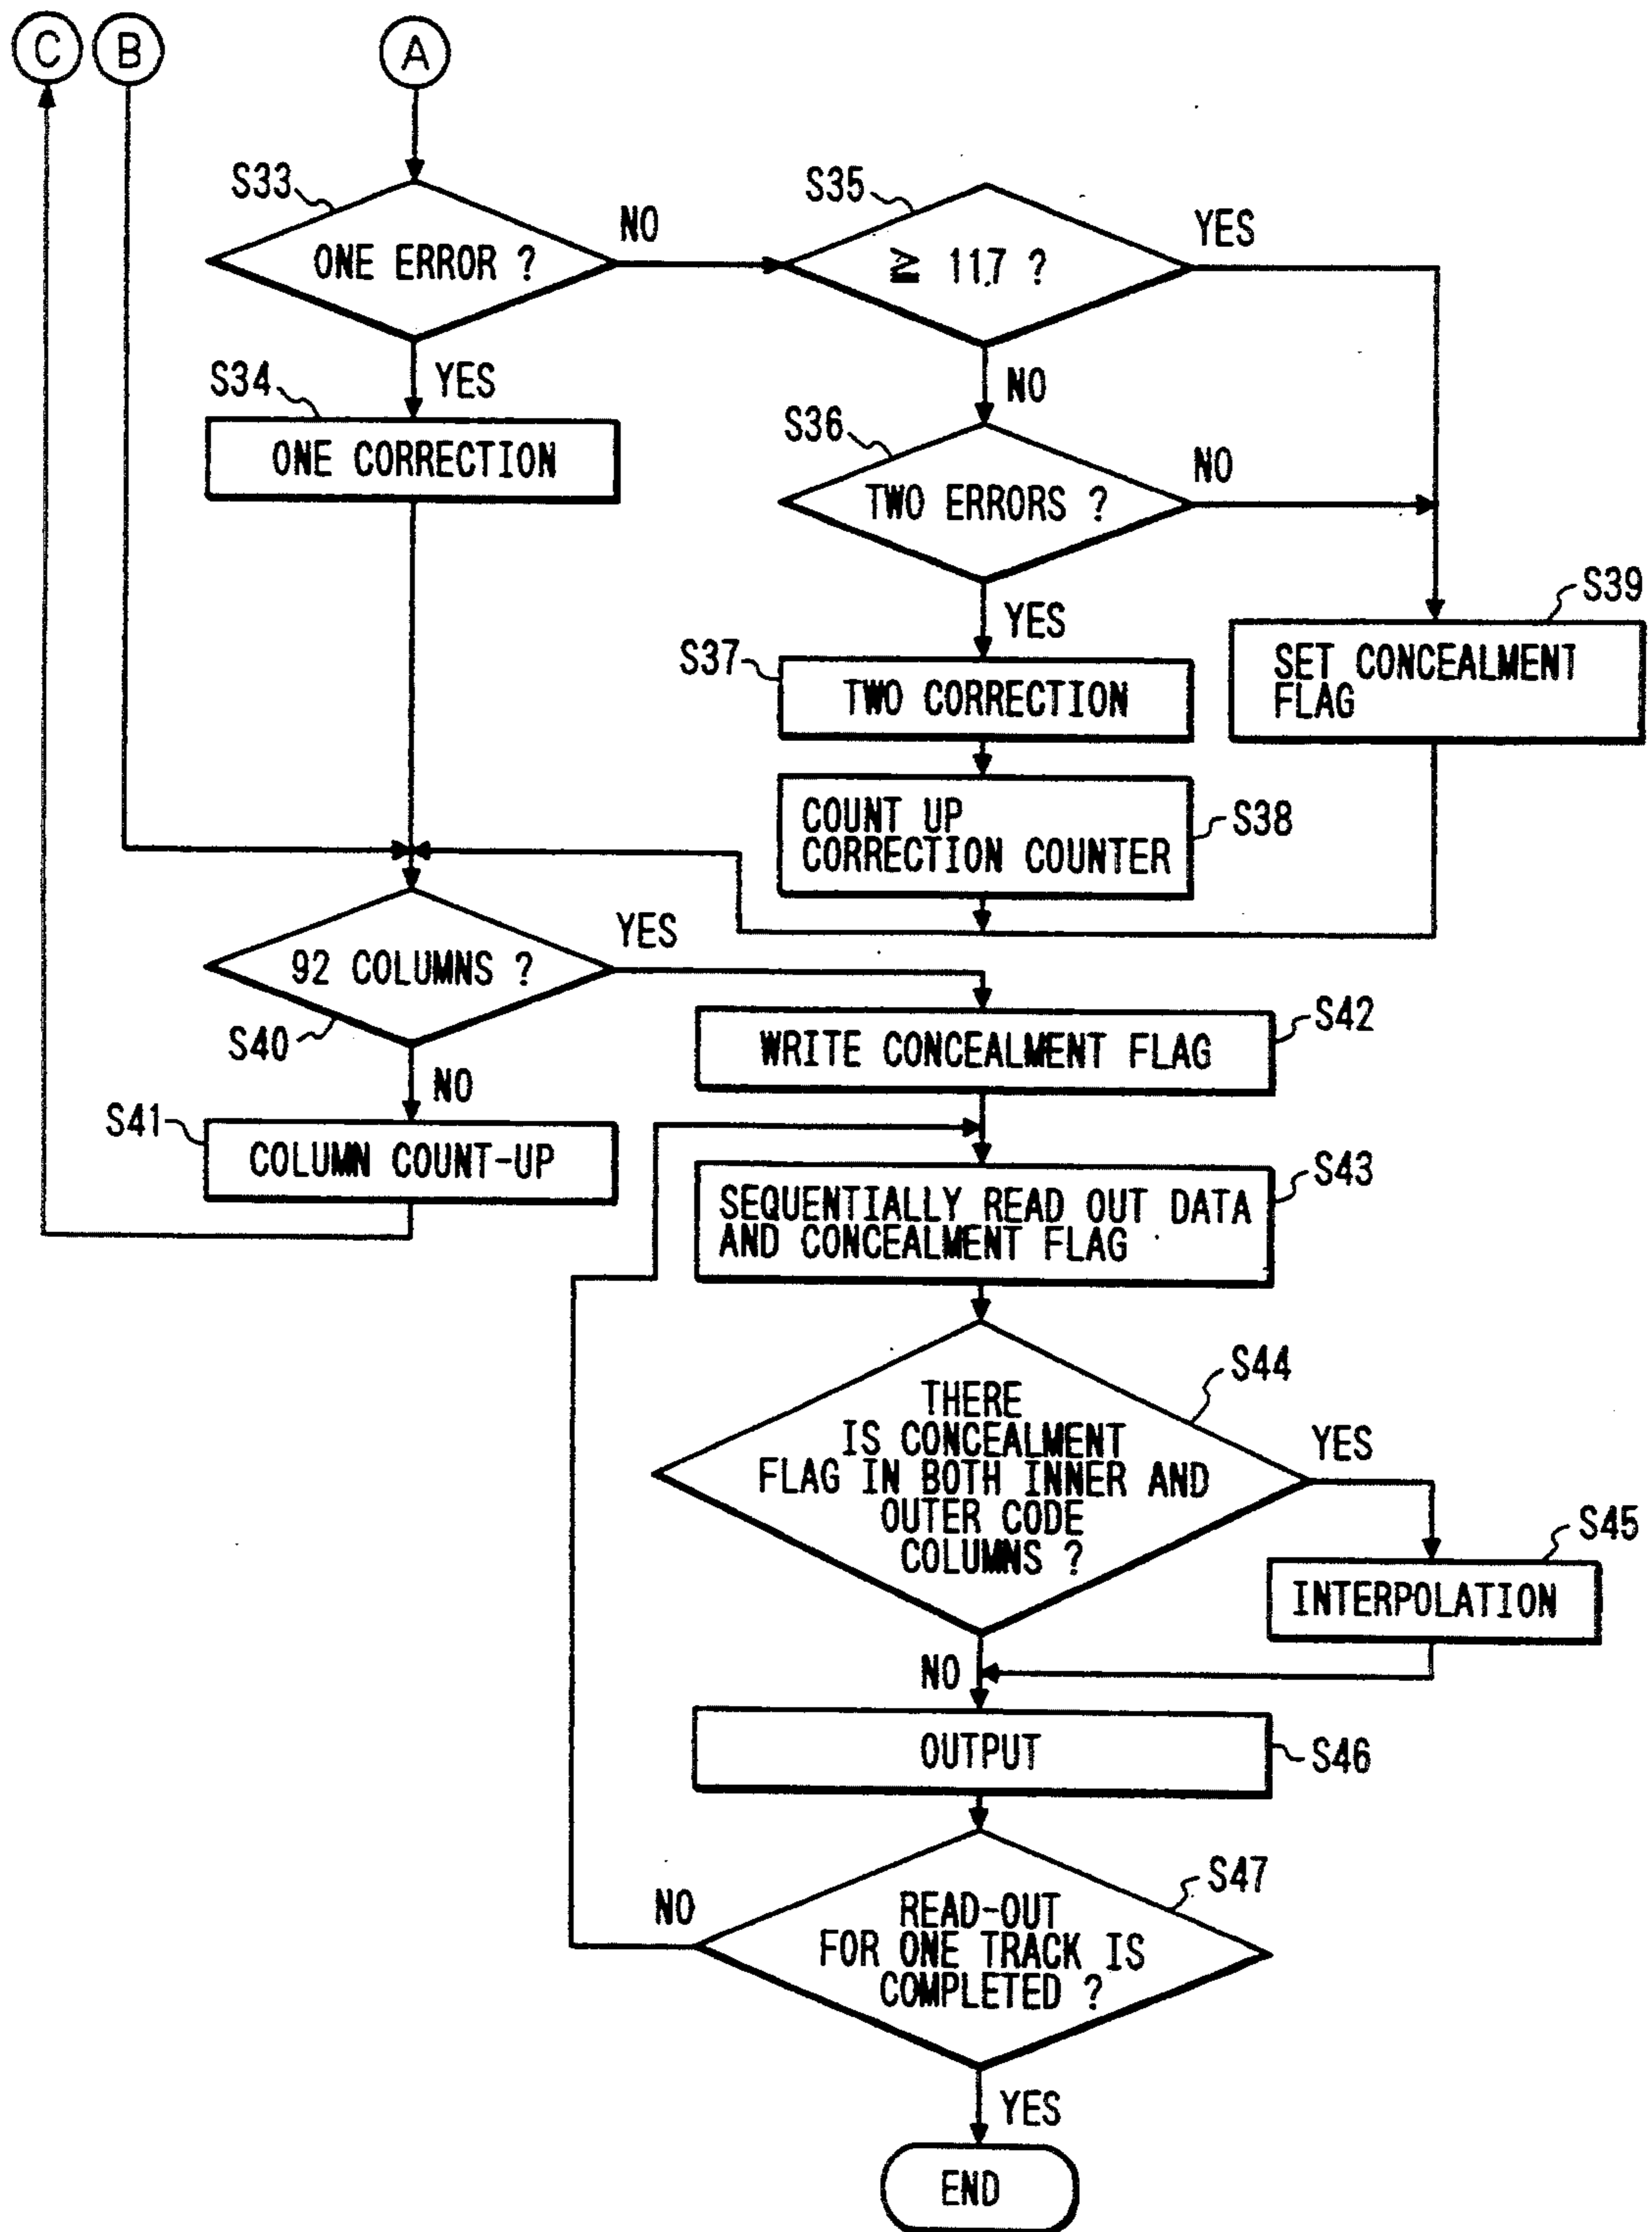 C
B
A
S33
ONE ERROR ?
NO
S35
≧ 11.7 ?
YES
YES
NO
S34
ONE CORRECTION
S36
TWO ERRORS ?
NO
YES
S39
SET CONCEALMENT
FLAG
S37
TWO CORRECTION
COUNT UP
CORRECTION COUNTER
S38
92 COLUMNS ?
YES
S40
NO
S42
WRITE CONCEALMENT FLAG
S41
COLUMN COUNT-UP
S43
SEQUENTIALLY READ OUT DATA
AND CONCEALMENT FLAG
S44
THERE
IS CONCEALMENT
FLAG IN BOTH INNER AND
OUTER CODE
COLUMNS ?
YES
S45
INTERPOLATION
NO
OUTPUT
S46
S47
NO
READ-OUT
FOR ONE TRACK IS
COMPLETED ?
YES
END